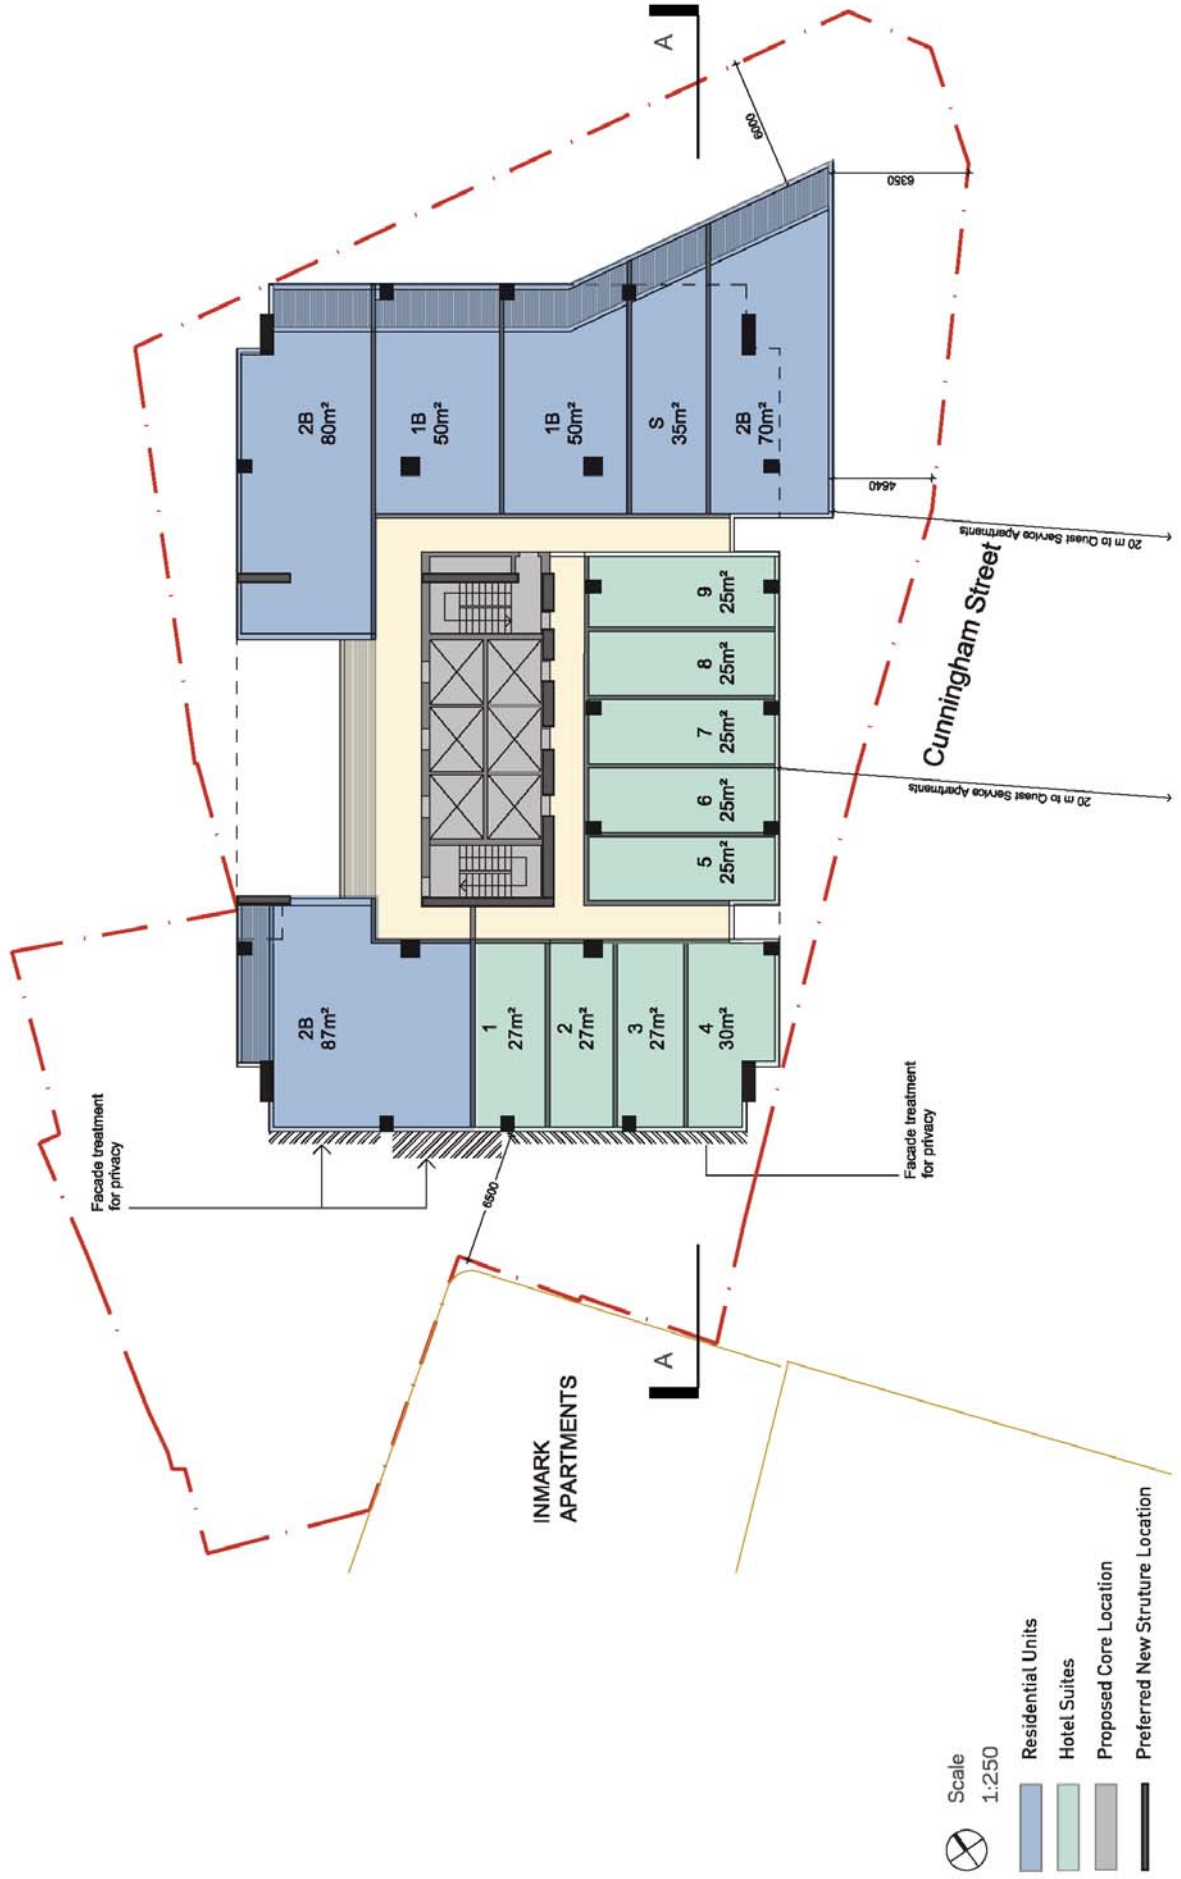 A
6000
6350
2B
80m²
1B
50m²
1B
50m²
S
35m²
2B
70m²
4640
20 m to Quest Service Apartments
Cunningham Street
20 m to Quest Service Apartments
9
25m²
8
25m²
7
25m²
6
25m²
5
25m²
2B
87m²
1
27m²
2
27m²
3
27m²
4
30m²
Facade treatment
for privacy
Facade treatment
for privacy
6500
A
INMARK
APARTMENTS
Scale
1:250
Residential Units
Hotel Suites
Proposed Core Location
Preferred New Struture Location